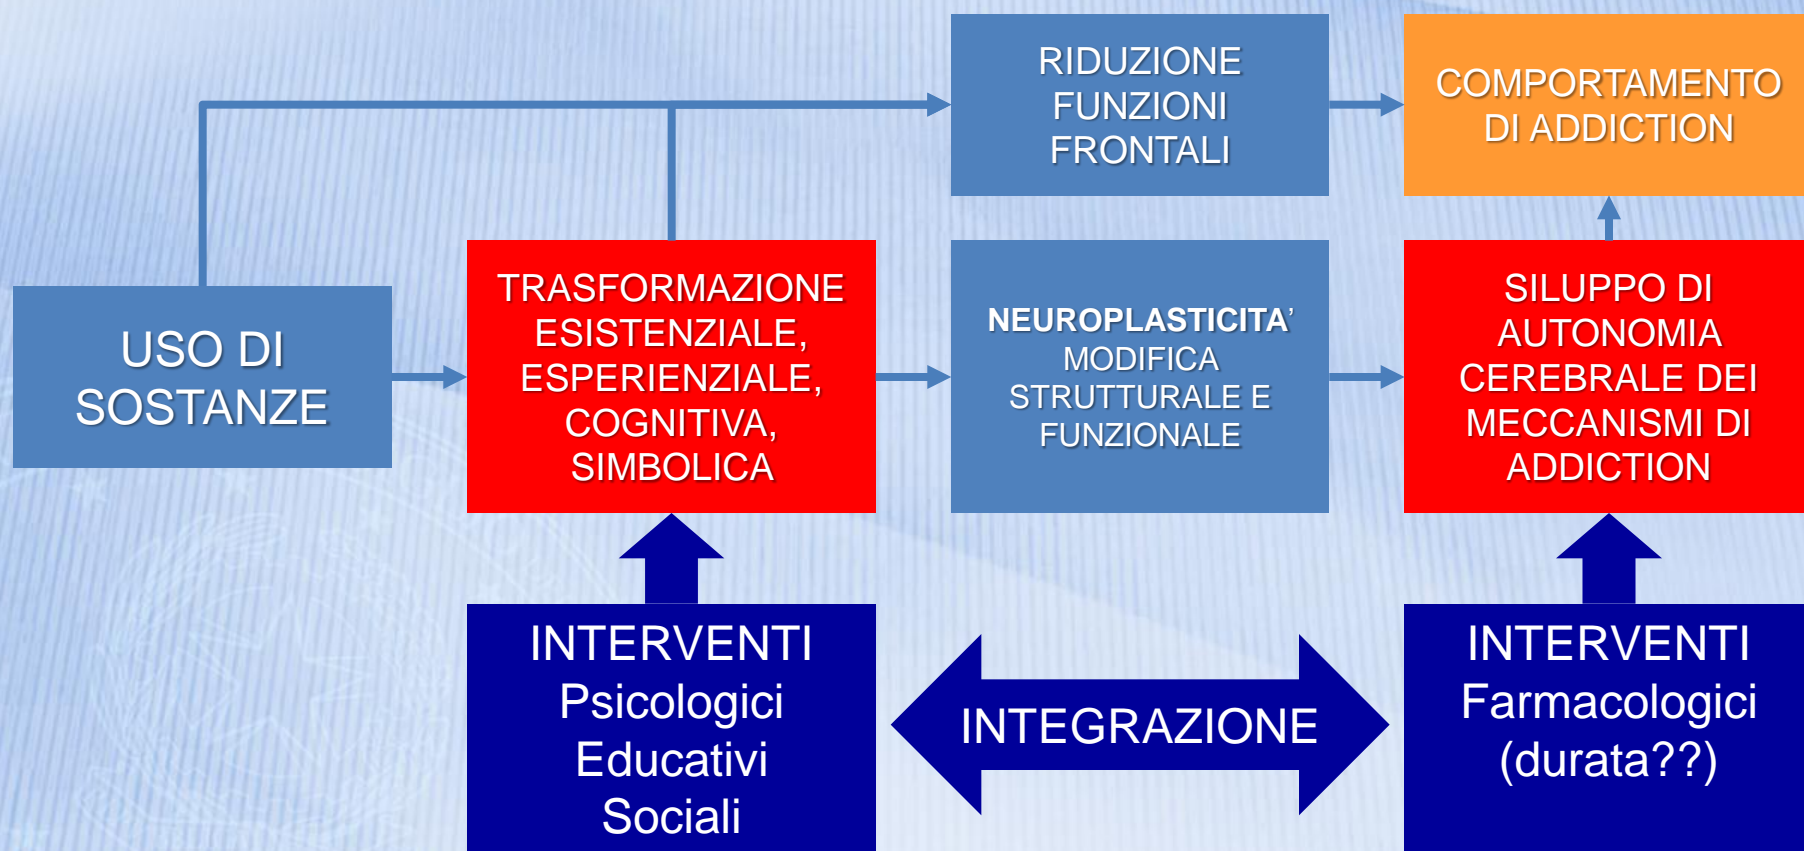 RIDUZIONE
FUNZIONI
FRONTALI
COMPORTAMENTO
DI ADDICTION
USO DI
SOSTANZE
TRASFORMAZIONE
ESISTENZIALE,
ESPERIENZIALE,
COGNITIVA,
SIMBOLICA
NEUROPLASTICITA’
MODIFICA
STRUTTURALE E
FUNZIONALE
SILUPPO DI
AUTONOMIA
CEREBRALE DEI
MECCANISMI DI
ADDICTION
INTERVENTI
Psicologici
Educativi
Sociali
INTEGRAZIONE
INTERVENTI
Farmacologici
(durata??)